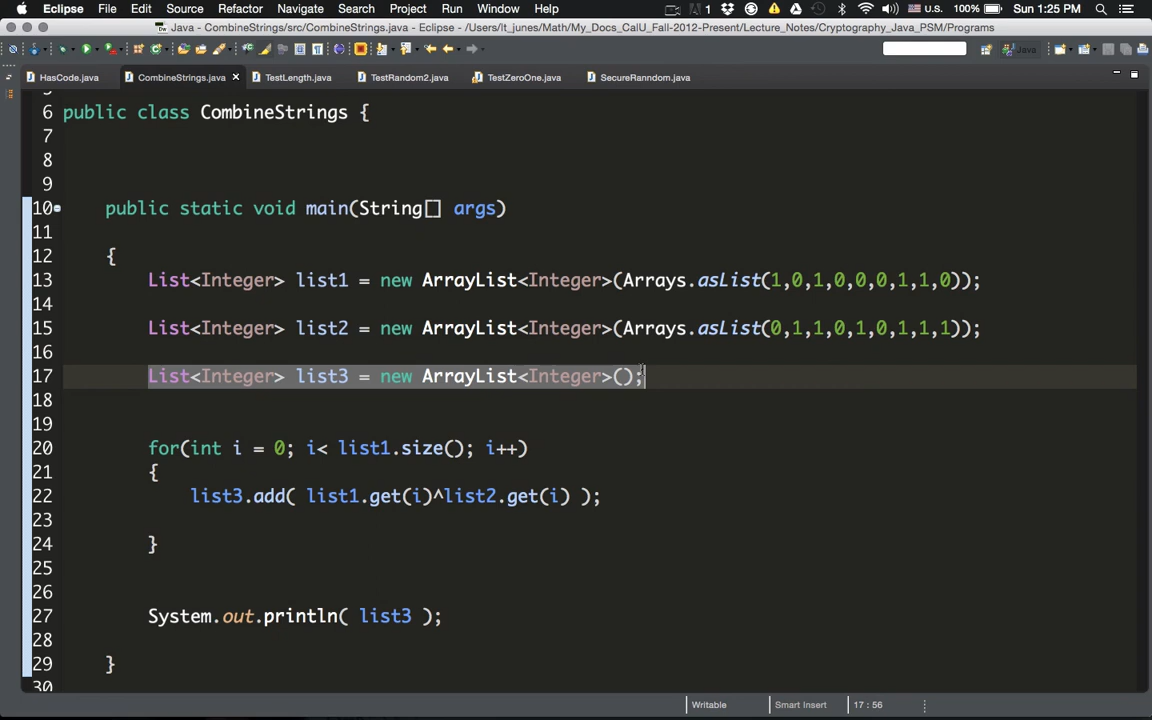 Eclipse File Edit Source Refactor Navigate Search Project Run Window Help 1 U.S. 100% Sun 1:25 PM
Java - CombineStrings/src/CombineStrings.java - Eclipse - /Users/lt_junes/Math/My_Docs_CalU_Fall-2012-Present/Lecture_Notes/Cryptography_Java_PSM/Programs
Java
HasCode.java CombineStrings.java TestLength.java TestRandom2.java TestZeroOne.java SecureRanndom.java
5
6 public class CombineStrings {
7
8
9
10 public static void main(String[] args)
11
12 {
13 List<Integer> list1 = new ArrayList<Integer>(Arrays.asList(1,0,1,0,0,0,1,1,0));
14
15 List<Integer> list2 = new ArrayList<Integer>(Arrays.asList(0,1,1,0,1,0,1,1,1));
16
17 List<Integer> list3 = new ArrayList<Integer>();
18
19
20 for(int i = 0; i< list1.size(); i++)
21 {
22 list3.add( list1.get(i)^list2.get(i) );
23
24 }
25
26
27 System.out.println( list3 );
28
29 }
30
Writable Smart Insert 17 : 56